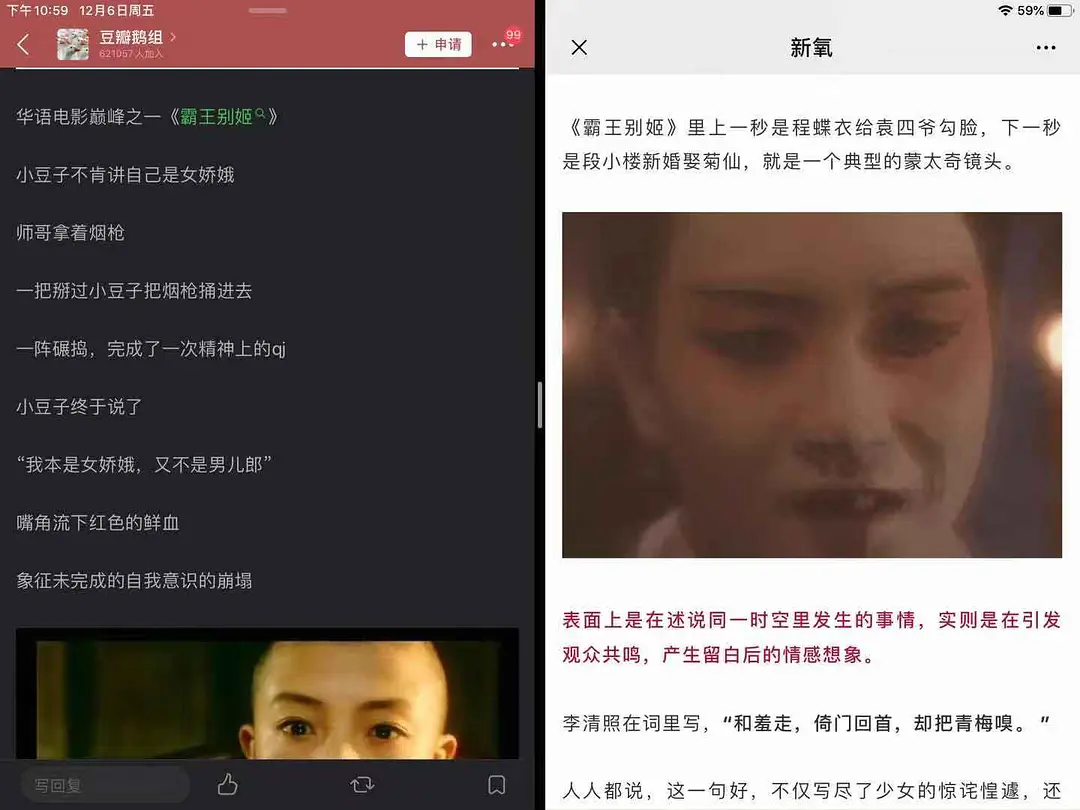 下午10:59 12月6日周五
豆瓣鹅组
621057人加入
+ 申请
99
华语电影巅峰之一《霸王别姬》
小豆子不肯讲自己是女娇娥
师哥拿着烟枪
一把掰过小豆子把烟枪捅进去
一阵碾捣，完成了一次精神上的qj
小豆子终于说了
“我本是女娇娥，又不是男儿郎”
嘴角流下红色的鲜血
象征未完成的自我意识的崩塌
写回复
59%
新氧
《霸王别姬》里上一秒是程蝶衣给袁四爷勾脸，下一秒
是段小楼新婚娶菊仙，就是一个典型的蒙太奇镜头。
表面上是在述说同一时空里发生的事情，实则是在引发
观众共鸣，产生留白后的情感想象。
李清照在词里写，“和羞走，倚门回首，却把青梅嗅。”
人人都说，这一句好，不仅写尽了少女的惊诧惶遽，还